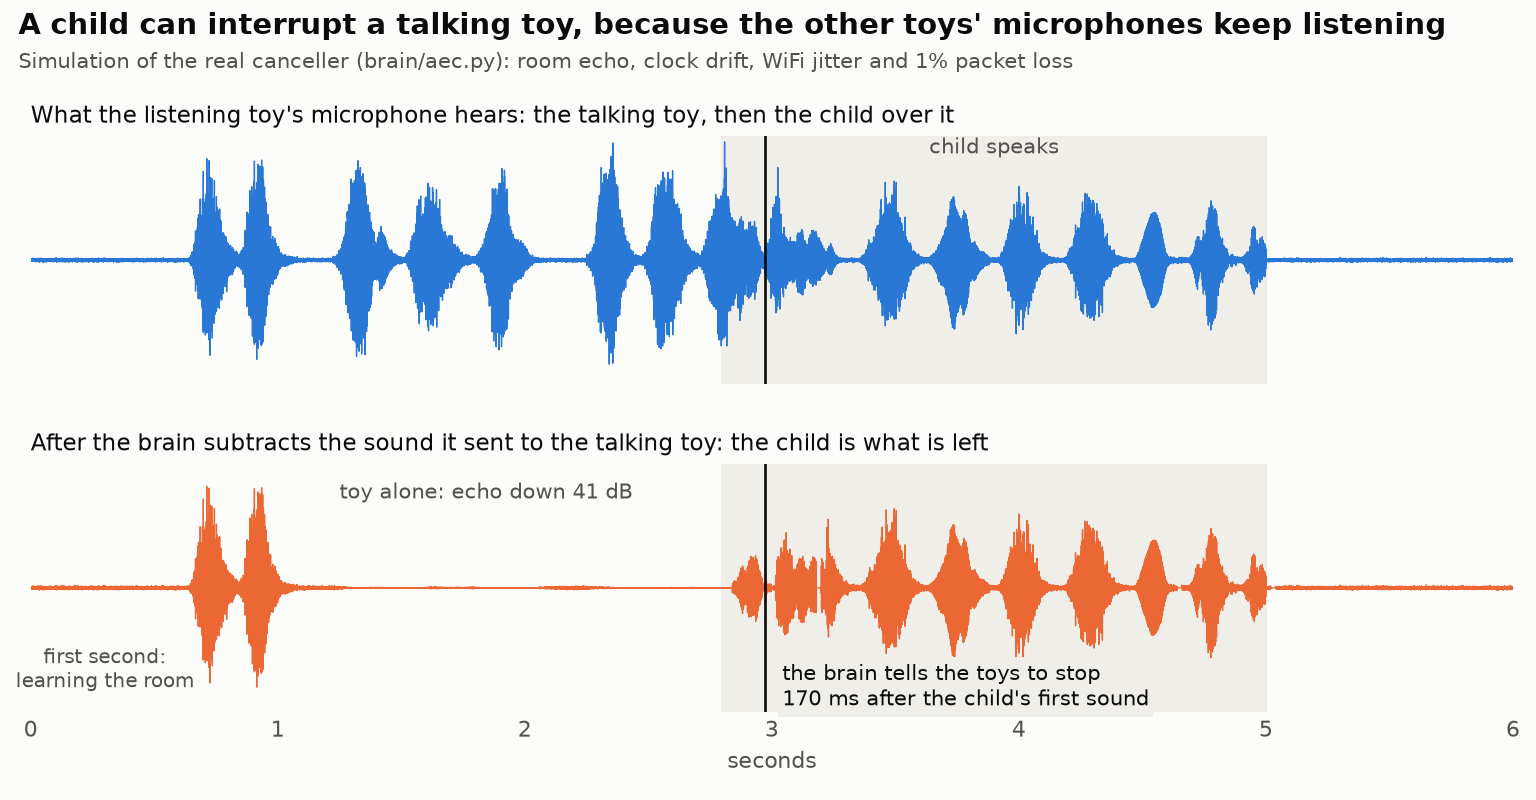 A child can interrupt a talking toy, because the other toys' microphones keep listening
Simulation of the real canceller (brain/aec.py): room echo, clock drift, WiFi jitter and 1% packet loss
What the listening toy's microphone hears: the talking toy, then the child over it
child speaks
After the brain subtracts the sound it sent to the talking toy: the child is what is left
toy alone: echo down 41 dB
first second:
learning the room
the brain tells the toys to stop
170 ms after the child's first sound
0 1 2 3 4 5 6
seconds